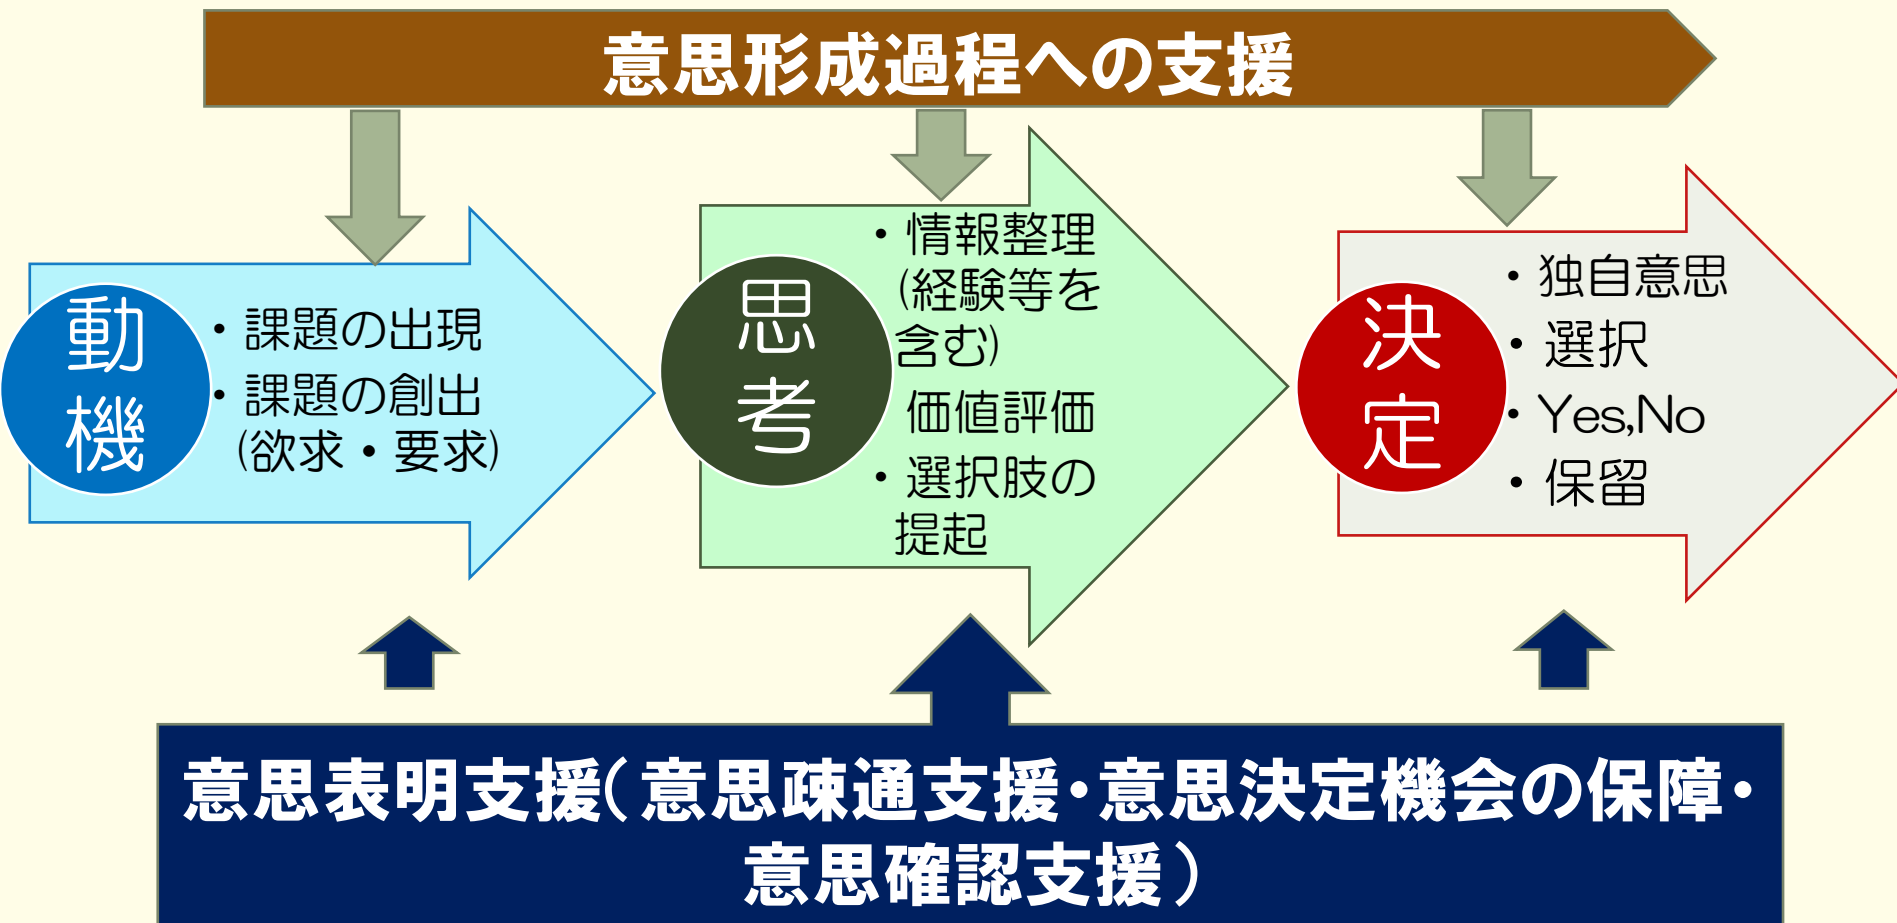 意思形成過程への支援
動
機
・課題の出現
・課題の創出
(欲求・要求)
思
考
・情報整理
(経験等を
含む)
価値評価
・選択肢の
提起
決
定
・独自意思
・選択
・Yes,No
・保留
意思表明支援(意思疎通支援・意思決定機会の保障・
意思確認支援)